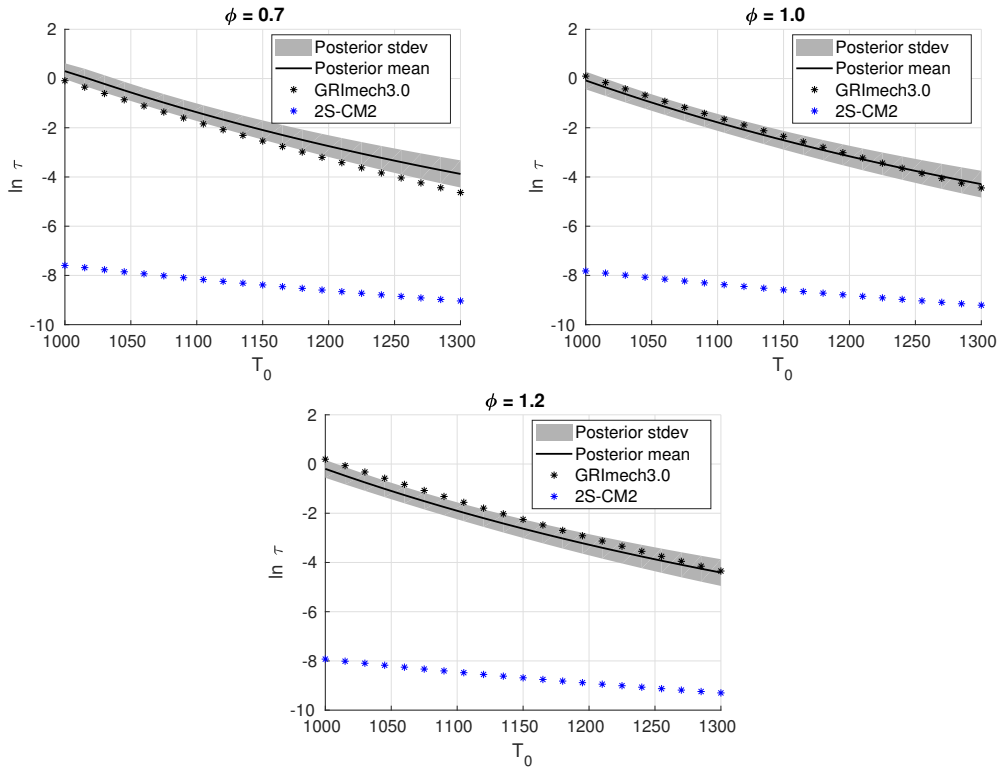 ϕ = 0.7
2
0
-2
-4
-6
-8
-10
ln τ
Posterior stdev
Posterior mean
GRImech3.0
2S-CM2
1000 1050 1100 1150 1200 1250 1300
T_0
ϕ = 1.0
2
0
-2
-4
-6
-8
-10
ln τ
Posterior stdev
Posterior mean
GRImech3.0
2S-CM2
1000 1050 1100 1150 1200 1250 1300
T_0
ϕ = 1.2
2
0
-2
-4
-6
-8
-10
ln τ
Posterior stdev
Posterior mean
GRImech3.0
2S-CM2
1000 1050 1100 1150 1200 1250 1300
T_0